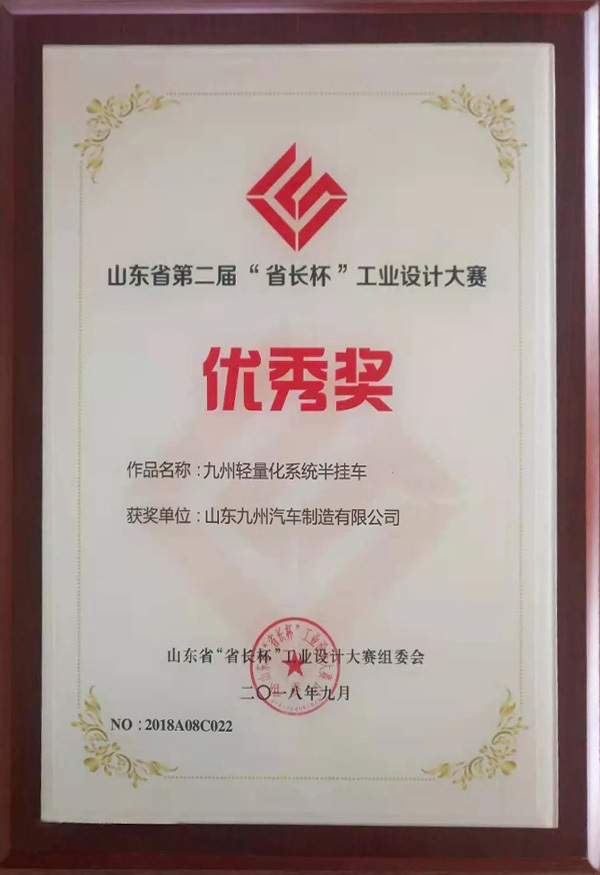 山东省第二届“省长杯”工业设计大赛
优秀奖
作品名称：九州轻量化系统半挂车
获奖单位：山东九州汽车制造有限公司
山东省“省长杯”工业设计大赛组委会
二〇一八年九月
NO：2018A08C022